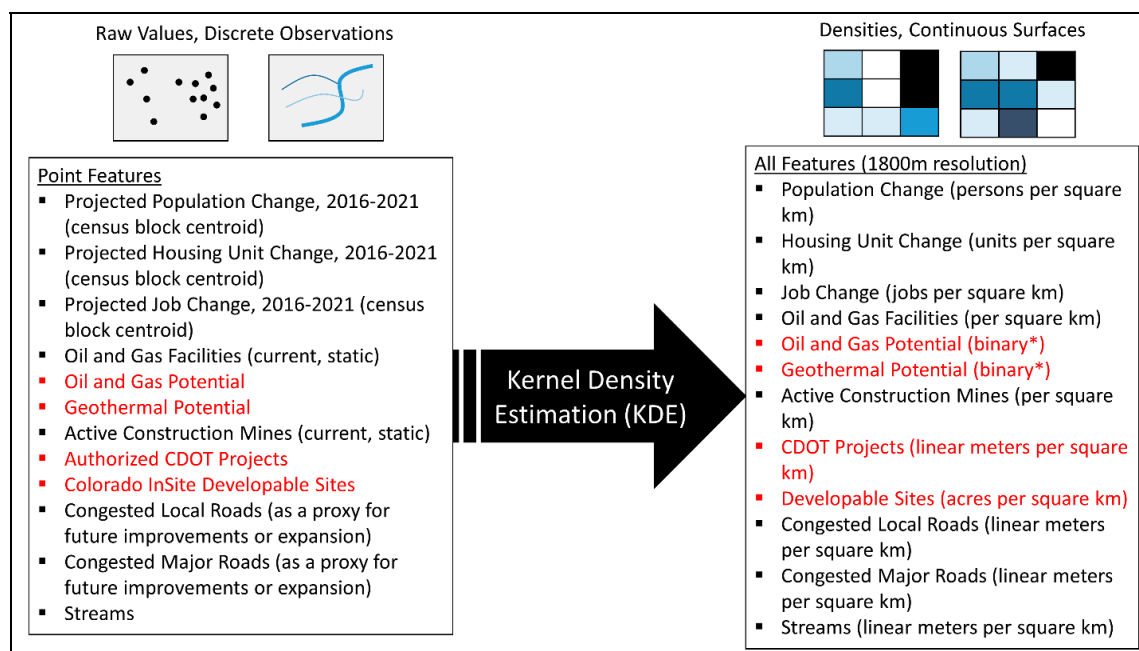 Raw Values, Discrete Observations
Point Features
▪ Projected Population Change, 2016-2021
(census block centroid)
▪ Projected Housing Unit Change, 2016-2021
(census block centroid)
▪ Projected Job Change, 2016-2021 (census
block centroid)
▪ Oil and Gas Facilities (current, static)
▪ Oil and Gas Potential
▪ Geothermal Potential
▪ Active Construction Mines (current, static)
▪ Authorized CDOT Projects
▪ Colorado InSite Developable Sites
▪ Congested Local Roads (as a proxy for
future improvements or expansion)
▪ Congested Major Roads (as a proxy for
future improvements or expansion)
▪ Streams
Kernel Density
Estimation (KDE)
Densities, Continuous Surfaces
All Features (1800m resolution)
▪ Population Change (persons per square
km)
▪ Housing Unit Change (units per square
km)
▪ Job Change (jobs per square km)
▪ Oil and Gas Facilities (per square km)
▪ Oil and Gas Potential (binary*)
▪ Geothermal Potential (binary*)
▪ Active Construction Mines (per square
km)
▪ CDOT Projects (linear meters per square
km)
▪ Developable Sites (acres per square km)
▪ Congested Local Roads (linear meters
per square km)
▪ Congested Major Roads (linear meters
per square km)
▪ Streams (linear meters per square km)